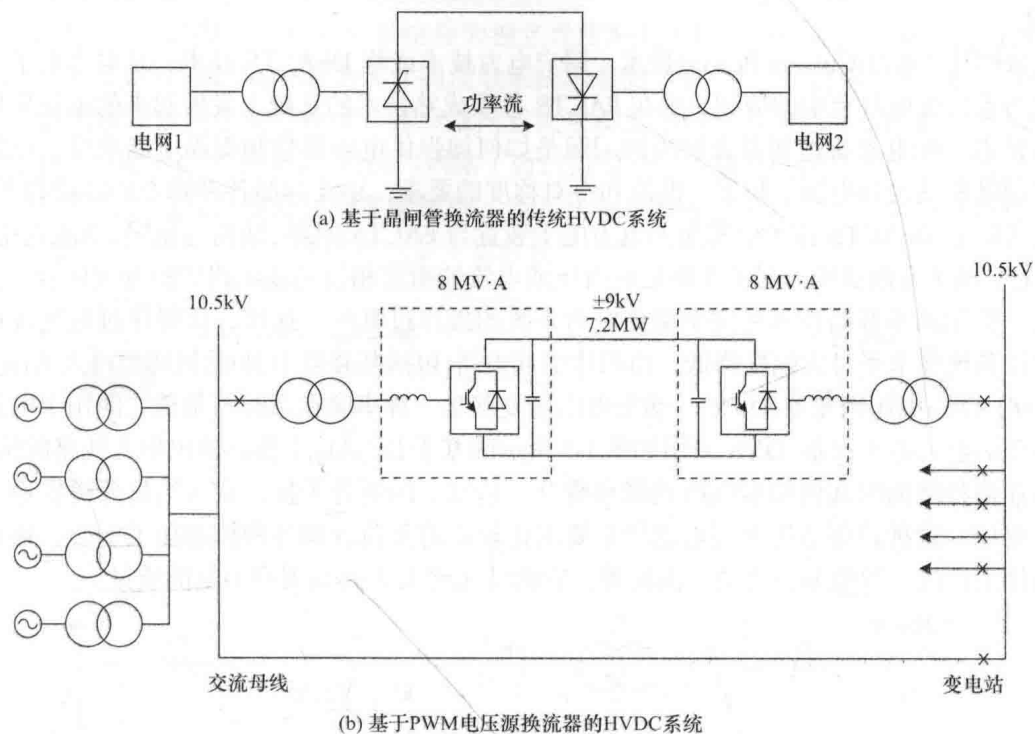 电网1
功率流
电网2
(a) 基于晶闸管换流器的传统HVDC系统
10.5kV
8 MV·A
±9kV
7.2MW
8 MV·A
10.5kV
交流母线
变电站
(b) 基于PWM电压源换流器的HVDC系统